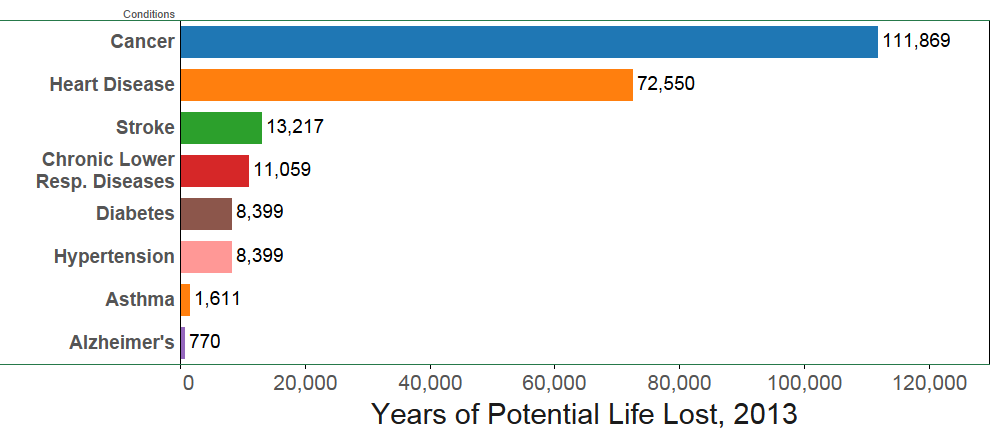 Conditions
Cancer
111,869
Heart Disease
72,550
Stroke
13,217
Chronic Lower
Resp. Diseases
11,059
Diabetes
8,399
Hypertension
8,399
Asthma
1,611
Alzheimer's
770
0 20,000 40,000 60,000 80,000 100,000 120,000
Years of Potential Life Lost, 2013